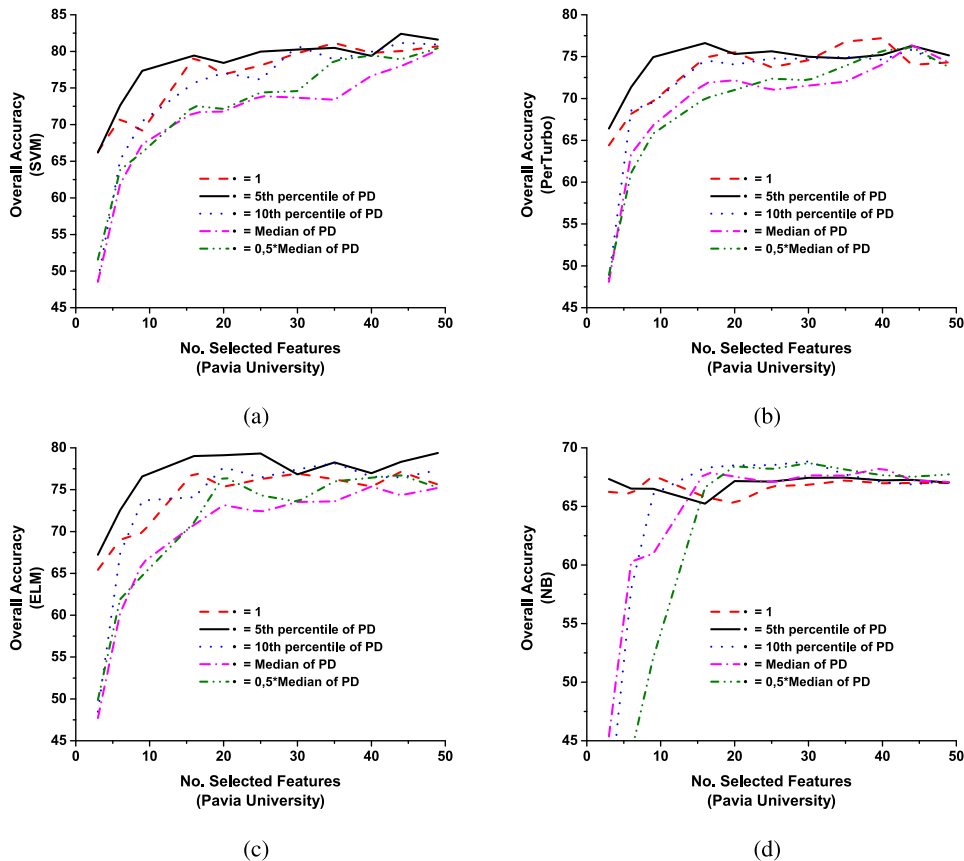 85
80
75
70
65
60
55
50
45
0
10
20
30
40
50
Overall Accuracy
(SVM)
• = 1
• = 5th percentile of PD
• = 10th percentile of PD
• = Median of PD
• = 0,5*Median of PD
No. Selected Features
(Pavia University)
(a)
80
75
70
65
60
55
50
45
0
10
20
30
40
50
Overall Accuracy
(PerTurbo)
• = 1
• = 5th percentile of PD
• = 10th percentile of PD
• = Median of PD
• = 0,5*Median of PD
No. Selected Features
(Pavia University)
(b)
80
75
70
65
60
55
50
45
0
10
20
30
40
50
Overall Accuracy
(ELM)
• = 1
• = 5th percentile of PD
• = 10th percentile of PD
• = Median of PD
• = 0,5*Median of PD
No. Selected Features
(Pavia University)
(c)
70
65
60
55
50
45
0
10
20
30
40
50
Overall Accuracy
(NB)
• = 1
• = 5th percentile of PD
• = 10th percentile of PD
• = Median of PD
• = 0,5*Median of PD
No. Selected Features
(Pavia University)
(d)